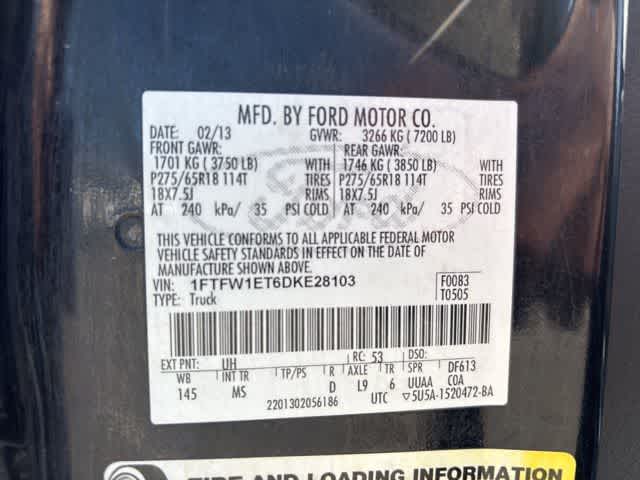 MFD. BY FORD MOTOR CO.
DATE: 02/13 GVWR: 3266 KG ( 7200 LB)
FRONT GAWR: REAR GAWR:
1701 KG ( 3750 LB) WITH 1746 KG ( 3850 LB) WITH
P275/65R18 114T TIRES P275/65R18 114T TIRES
18X7.5J RIMS 18X7.5J RIMS
AT 240 kPa/ 35 PSI COLD AT 240 kPa/ 35 PSI COLD
THIS VEHICLE CONFORMS TO ALL APPLICABLE FEDERAL MOTOR
VEHICLE SAFETY STANDARDS IN EFFECT ON THE DATE OF
MANUFACTURE SHOWN ABOVE.
VIN: 1FTFW1ET6DKE28103 F0083
TYPE: Truck T0505
EXT PNT: UH RC: 53 DSO:
WB INT TR TP/PS R AXLE TR SPR DF613
145 MS D L9 6 UUAA C0A
2201302056186 UTC ▽5U5A-1520472-BA
TIRE AND LOADING INFORMATION